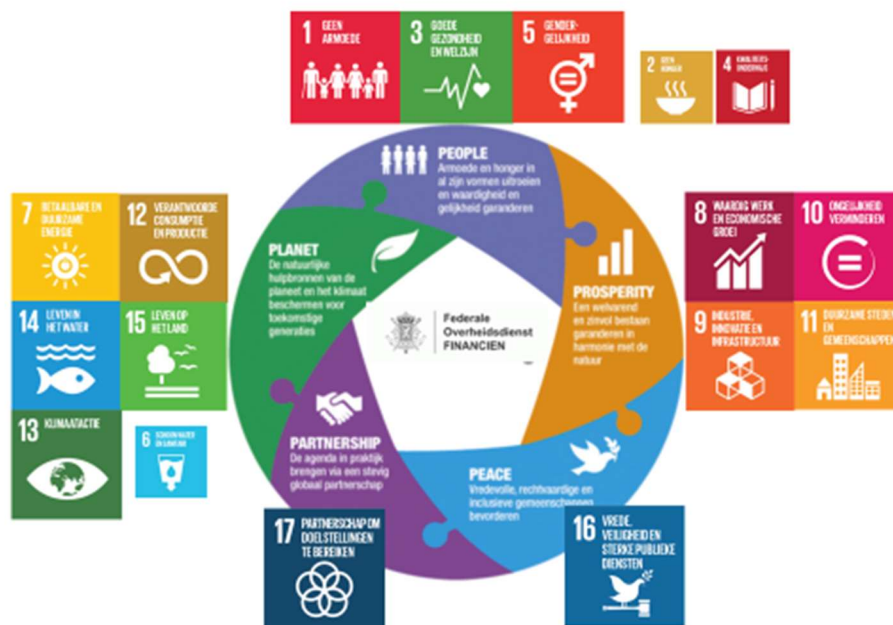 1 GEEN
ARMOEDE
3 GOEDE
GEZONDHEID
EN WELZIJN
5 GENDER-
GELIJKHEID
2 GEEN
HONGER
4 KWALITEITS-
ONDERWIJS
PEOPLE
Armoede en honger in
al zijn vormen uitroeien
en waardigheid en
gelijkheid garanderen
7 BETAALBARE EN
DUURZAME
ENERGIE
12 VERANTWOORDE
CONSUMPTIE
EN PRODUCTIE
14 LEVEN IN
HET WATER
15 LEVEN OP
HET LAND
13 KLIMAATACTIE
6
PLANET
De natuurlijke
hulpbronnen van de
planeet en het klimaat
beschermen voor
toekomstige
generaties
Federale
Overheidsdienst
FINANCIEN
PROSPERITY
Een welvarend
en zinvol bestaan
garanderen in
harmonie met de
natuur
8 WAARDIG WERK
EN ECONOMISCHE
GROEI
10 ONGELIJKHEID
VERMINDEREN
9 INDUSTRIE,
INNOVATIE EN
INFRASTRUCTUUR
11 DUURZAME STEDEN
EN
GEMEENSCHAPPEN
PARTNERSHIP
De agenda in praktijk
brengen via een stevig
globaal partnerschap
PEACE
Vredevolle, rechtvaardige en
inclusieve gemeenschappen
bevorderen
17 PARTNERSCHAP OM
DOELSTELLINGEN
TE BEREIKEN
16 VREDE,
VEILIGHEID EN
STERKE PUBLIEKE
DIENSTEN